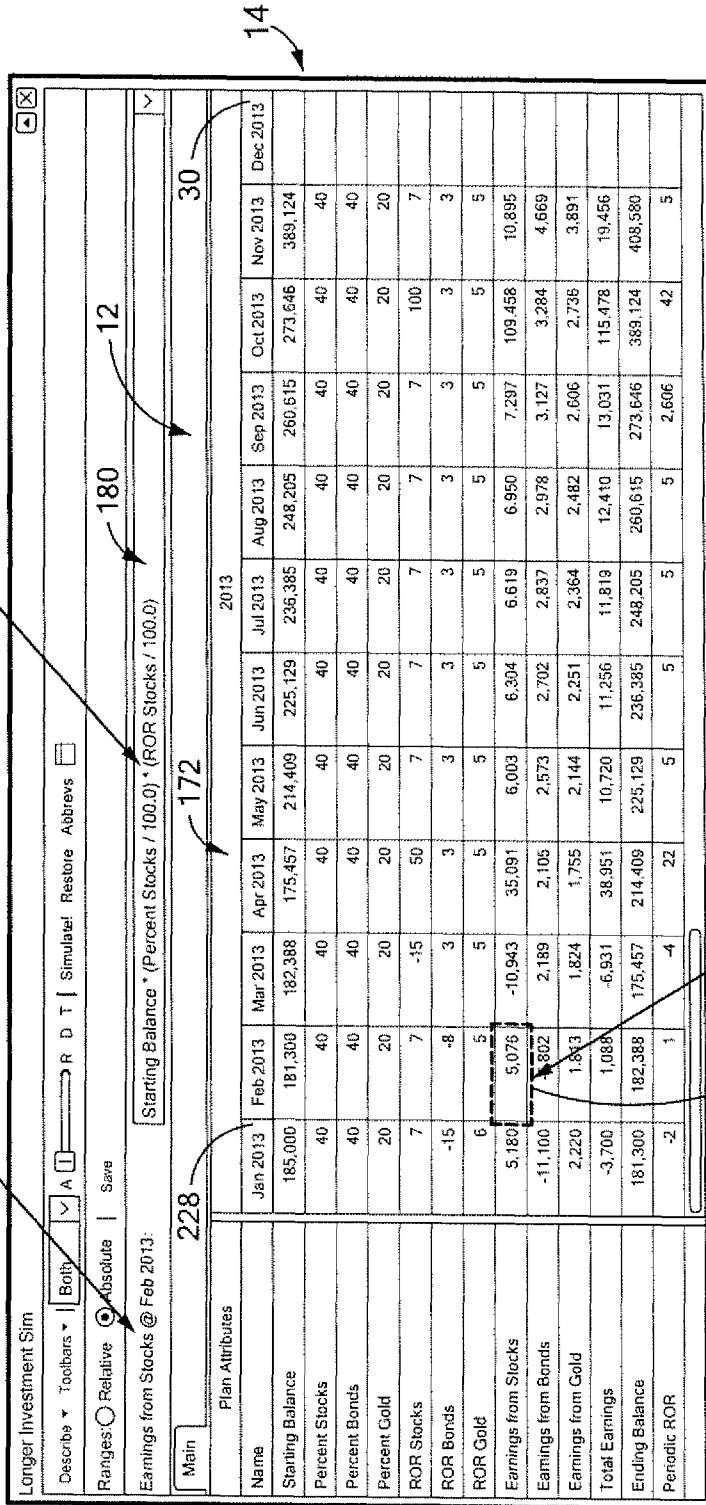 Longer Investment Sim
Describe Toolbars Both A R D T Simulate! Restore Abbrevs
Ranges: Relative Absolute Save
Earnings from Stocks @ Feb 2013: Starting Balance * (Percent Stocks / 100.0) * (ROR Stocks / 100.0)
180
Main
228
172
12
30
14
Plan Attributes 2013
Name Jan 2013 Feb 2013 Mar 2013 Apr 2013 May 2013 Jun 2013 Jul 2013 Aug 2013 Sep 2013 Oct 2013 Nov 2013 Dec 2013
Starting Balance 185,000 181,300 182,388 175,457 214,409 225,129 236,385 248,205 260,615 273,646 389,124
Percent Stocks 40 40 40 40 40 40 40 40 40 40 40
Percent Bonds 40 40 40 40 40 40 40 40 40 40 40
Percent Gold 20 20 20 20 20 20 20 20 20 20 20
ROR Stocks 7 7 -15 50 7 7 7 7 7 100 7
ROR Bonds -15 -8 3 3 3 3 3 3 3 3 3
ROR Gold 6 5 5 5 5 5 5 5 5 5 5
Earnings from Stocks 5,180 5,076 -10,943 35,091 6,003 6,304 6,619 6,950 7,297 109,458 10,895
Earnings from Bonds -11,100 802 2,189 2,105 2,573 2,702 2,837 2,978 3,127 3,284 4,669
Earnings from Gold 2,220 1,813 1,824 1,755 2,144 2,251 2,364 2,482 2,606 2,736 3,891
Total Earnings -3,700 1,088 -6,931 38,951 10,720 11,256 11,819 12,410 13,031 115,478 19,456
Ending Balance 181,300 182,388 175,457 214,409 225,129 236,385 248,205 260,615 273,646 389,124 408,580
Periodic ROR -2 1 -4 22 5 5 5 5 2,606 42 5